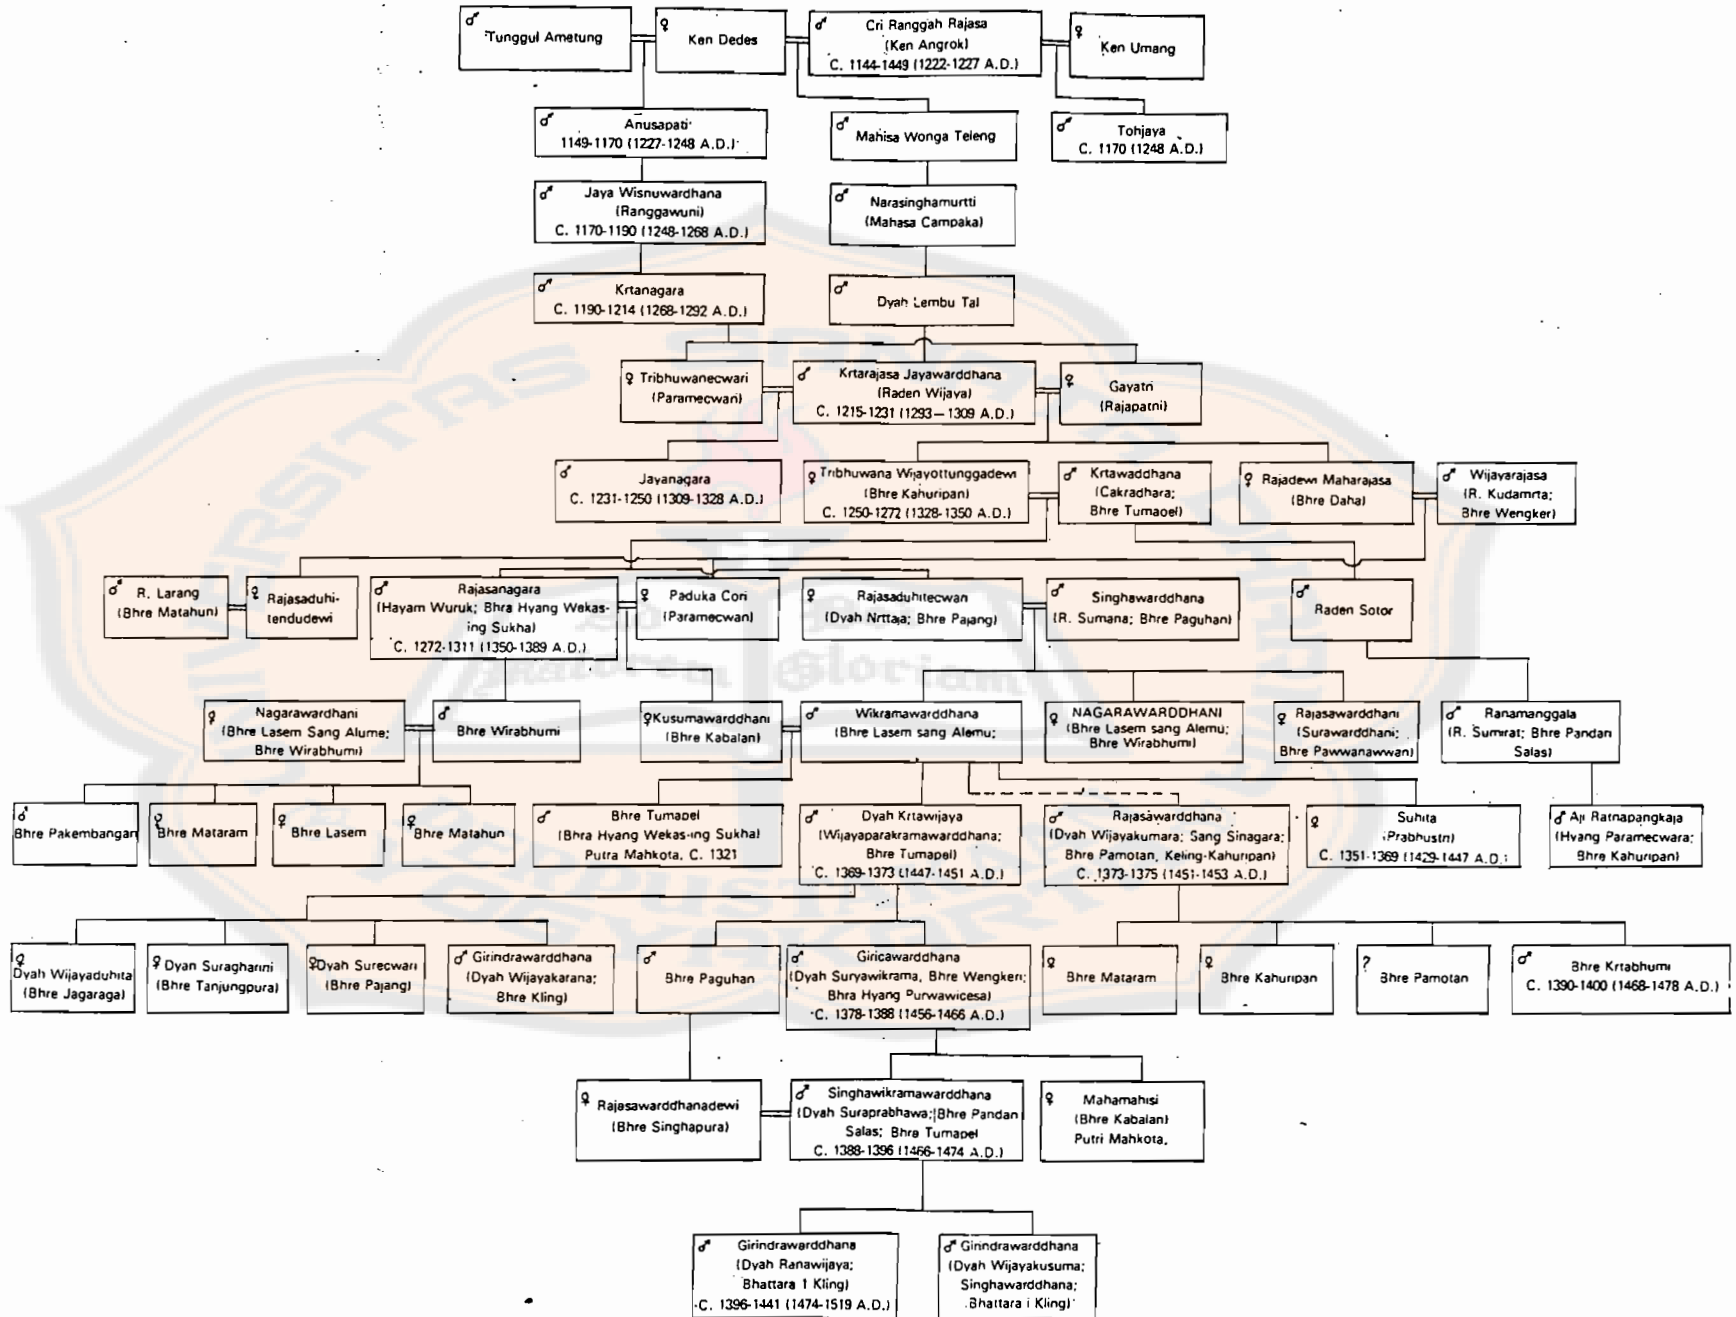 Tunggul Ametung
Ken Dedes
Cri Ranggah Rajasa
(Ken Angrok)
C. 1144-1449 (1222-1227 A.D.)
Ken Umang
Anusapati
1149-1170 (1227-1248 A.D.)
Mahisa Wonga Teleng
Tohjaya
C. 1170 (1248 A.D.)
Jaya Wisnuwardhana
(Ranggawuni)
C. 1170-1190 (1248-1268 A.D.)
Narasinghamurtti
(Mahasa Campaka)
Krtanagara
C. 1190-1214 (1268-1292 A.D.)
Dyah Lembu Tal
Tribhuwanecwari
(Paramecwari)
Krtarajasa Jayawarddhana
(Raden Wijaya)
C. 1215-1231 (1293—1309 A.D.)
Gayatri
(Rajapatni)
Jayanagara
C. 1231-1250 (1309-1328 A.D.)
Tribhuwana Wijayottunggadewi
(Bhre Kahuripan)
C. 1250-1272 (1328-1350 A.D.)
Krtawaddhana
(Cakradhara;
Bhre Tumapel)
Rajadewi Maharajasa
(Bhre Daha)
Wijayarajasa
(R. Kudamrta;
Bhre Wengker)
R. Larang
(Bhre Matahun)
Rajasaduhi-
tendudewi
Rajasanagara
(Hayam Wuruk; Bhra Hyang Wekas-
ing Sukha)
C. 1272-1311 (1350-1389 A.D.)
Paduka Cori
(Paramecwari)
Rajasaduhitecwari
(Dyah Nrttaja; Bhre Pajang)
Singhawarddhana
(R. Sumana; Bhre Paguhan)
Raden Sotor
Nagarawardhani
(Bhre Lasem Sang Alume;
Bhre Wirabhumi)
Bhre Wirabhumi
Kusumawarddhani
(Bhre Kabalan)
Wikramawarddhana
(Bhre Lasem sang Alemu;
NAGARAWARDDHANI
(Bhre Lasem sang Alemu;
Bhre Wirabhumi)
Rajasawarddhani
(Surawarddhani;
Bhre Pawwanawwan)
Ranamanggala
(R. Sumirat; Bhre Pandan
Salas)
Bhre Pakembangan
Bhre Mataram
Bhre Lasem
Bhre Matahun
Bhre Tumapel
(Bhra Hyang Wekas-ing Sukha)
Putra Mahkota, C. 1321
Dyah Krtawijaya
(Wijayaparakramawarddhana;
Bhre Tumapel)
C. 1369-1373 (1447-1451 A.D.)
Rajasawarddhana
(Dyah Wijayakumara; Sang Sinagara;
Bhre Pamotan, Keling-Kahuripan)
C. 1373-1375 (1451-1453 A.D.)
Suhita
(Prabhustri)
C. 1351-1369 (1429-1447 A.D.)
Aji Ratnapangkaja
(Hyang Paramecwara;
Bhre Kahuripan)
Dyah Wijayaduhita
(Bhre Jagaraga)
Dyah Suragharini
(Bhre Tanjungpura)
Dyah Surecwari
(Bhre Pajang)
Girindrawarddhana
(Dyah Wijayakarana;
Bhre Kling)
Bhre Paguhan
Giricawarddhana
(Dyah Suryawikrama, Bhre Wengker;
Bhra Hyang Purwawicesa)
C. 1378-1388 (1456-1466 A.D.)
Bhre Mataram
Bhre Kahuripan
?
Bhre Pamotan
Bhre Krtabhumi
C. 1390-1400 (1468-1478 A.D.)
Rajasawarddhanadewi
(Bhre Singhapura)
Singhawikramawarddhana
(Dyah Suraprabhawa; Bhre Pandan
Salas; Bhre Tumapel
C. 1388-1396 (1466-1474 A.D.)
Mahamahisi
(Bhre Kabalan)
Putri Mahkota.
Girindrawarddhana
(Dyah Ranawijaya;
Bhattara I Kling)
C. 1396-1441 (1474-1519 A.D.)
Girindrawarddhana
(Dyah Wijayakusuma;
Singhawarddhana;
Bhattara i Kling)
UNIVERSITAS SANATA DHARMA
Ad Dei
Maiorem Gloriam
PERPUSTAKAAN
YOGYAKARTA